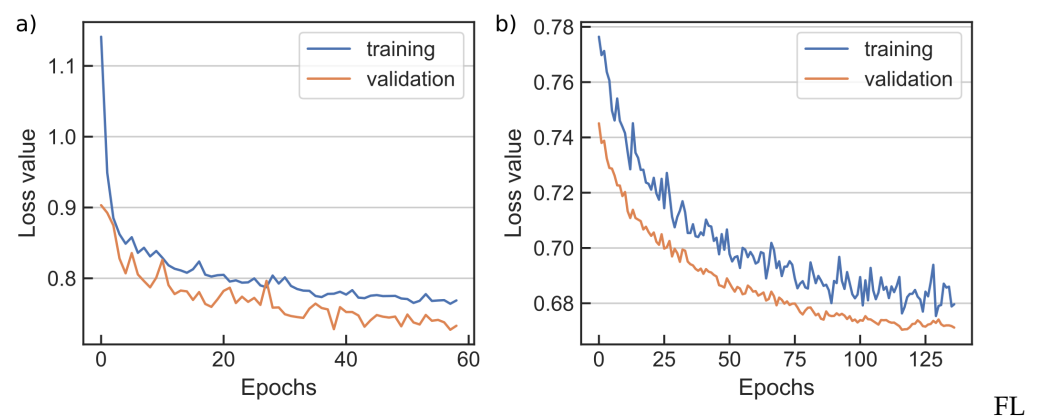 a)
Loss value
1.1
1.0
0.9
0.8
training
validation
0 20 40 60
Epochs
b)
Loss value
0.78
0.76
0.74
0.72
0.70
0.68
training
validation
0 25 50 75 100 125
Epochs
FL